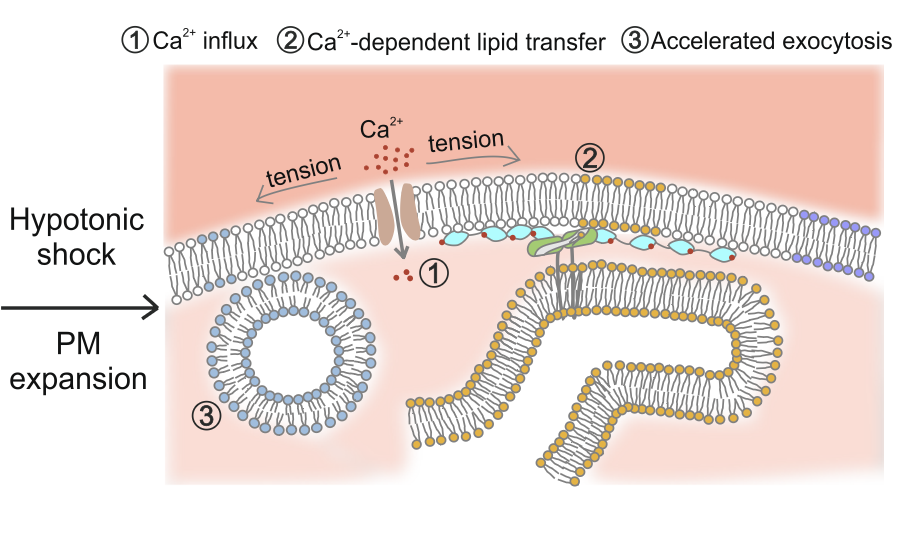 ①Ca²⁺ influx ②Ca²⁺-dependent lipid transfer ③Accelerated exocytosis
Ca²⁺
tension
tension
②
Hypotonic
shock
①
PM
expansion
③